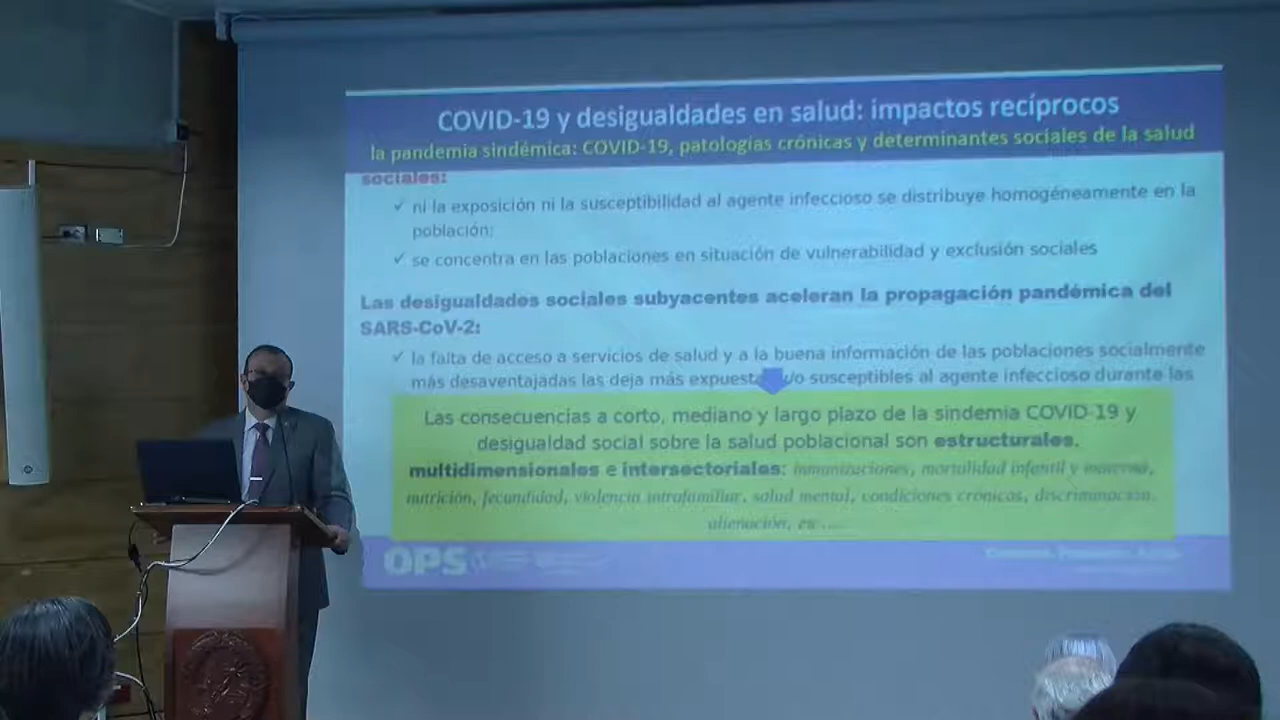 COVID-19 y desigualdades en salud: impactos recíprocos
la pandemia sindémica: COVID-19, patologías crónicas y determinantes sociales de la salud
sociales:
✓ ni la exposición ni la susceptibilidad al agente infeccioso se distribuye homogéneamente en la
población;
✓ se concentra en las poblaciones en situación de vulnerabilidad y exclusión sociales
Las desigualdades sociales subyacentes aceleran la propagación pandémica del
SARS-CoV-2:
✓ la falta de acceso a servicios de salud y a la buena información de las poblaciones socialmente
más desaventajadas las deja más expuest /o susceptibles al agente infeccioso durante las
Las consecuencias a corto, mediano y largo plazo de la sindemia COVID-19 y
desigualdad social sobre la salud poblacional son estructurales,
multidimensionales e intersectoriales: inmunizaciones, mortalidad infantil y materna,
nutrición, fecundidad, violencia intrafamiliar, salud mental, condiciones crónicas, discriminación,
alienación, etc....
OPS